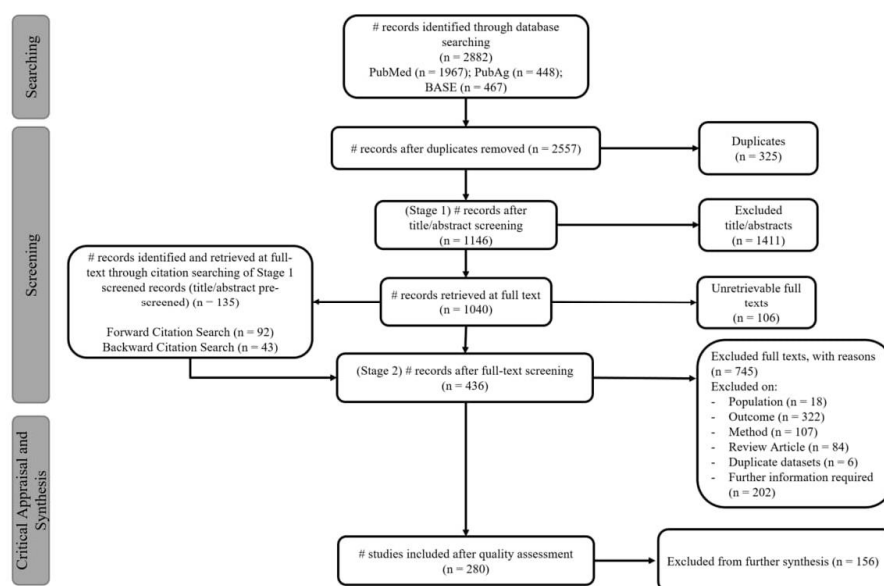 Searching
# records identified through database
searching
(n = 2882)
PubMed (n = 1967); PubAg (n = 448);
BASE (n = 467)
Screening
# records after duplicates removed (n = 2557)
Duplicates
(n = 325)
(Stage 1) # records after
title/abstract screening
(n = 1146)
Excluded
title/abstracts
(n = 1411)
# records identified and retrieved at full-
text through citation searching of Stage 1
screened records (title/abstract pre-
screened) (n = 135)
Forward Citation Search (n = 92)
Backward Citation Search (n = 43)
# records retrieved at full text
(n = 1040)
Unretrievable full
texts
(n = 106)
(Stage 2) # records after full-text screening
(n = 436)
Excluded full texts, with reasons
(n = 745)
Excluded on:
- Population (n = 18)
- Outcome (n = 322)
- Method (n = 107)
- Review Article (n = 84)
- Duplicate datasets (n = 6)
- Further information required
(n = 202)
Critical Appraisal and
Synthesis
# studies included after quality assessment
(n = 280)
Excluded from further synthesis (n = 156)